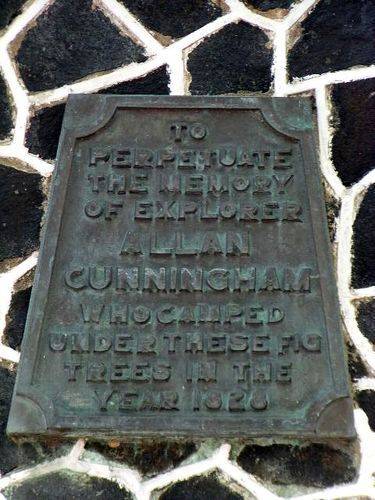 TO
PERPETUATE
THE MEMORY
OF EXPLORER
ALLAN
CUNNINGHAM
WHO CAMPED
UNDER THESE FIG
TREES IN THE
YEAR 1828